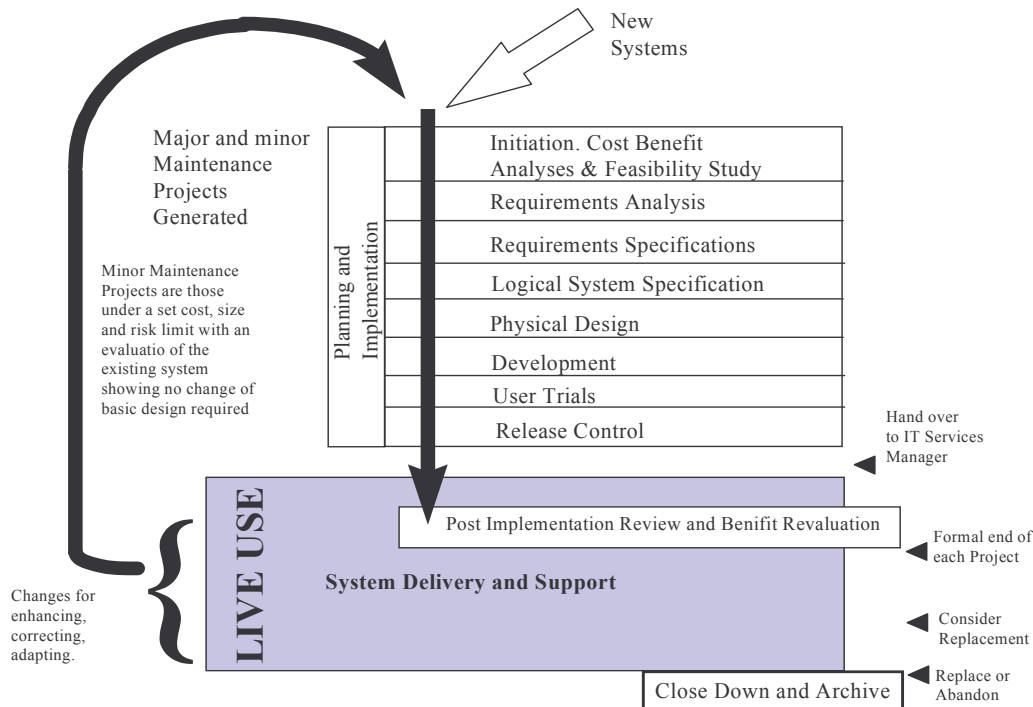 New
Systems
Major and minor
Maintenance
Projects
Generated
Minor Maintenance
Projects are those
under a set cost, size
and risk limit with an
evaluatio of the
existing system
showing no change of
basic design required
Planning and
Implementation
Initiation. Cost Benefit
Analyses & Feasibility Study
Requirements Analysis
Requirements Specifications
Logical System Specification
Physical Design
Development
User Trials
Release Control
Hand over
to IT Services
Manager
LIVE USE
Post Implementation Review and Benifit Revaluation
System Delivery and Support
Formal end of
each Project
Changes for
enhancing,
correcting,
adapting.
Consider
Replacement
Replace or
Abandon
Close Down and Archive